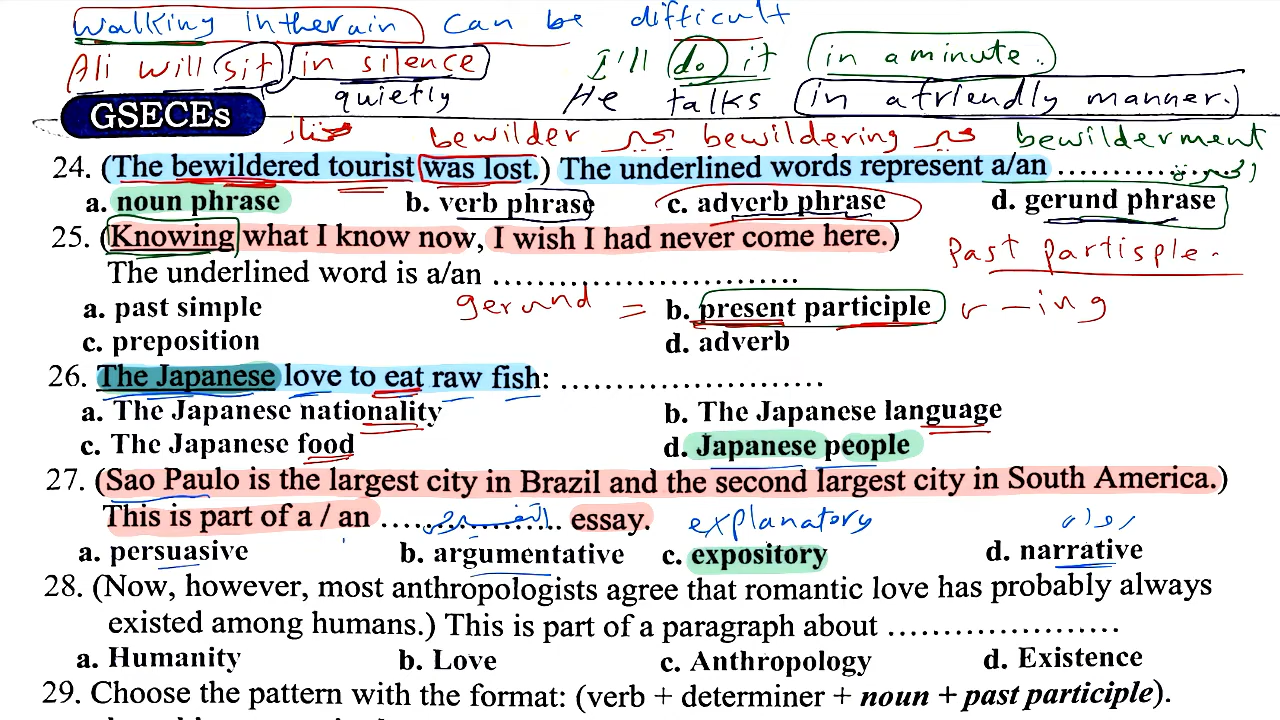 Walking Intherain can be difficult
Ali will sit in silence I'll do it in a minute.
quietly He talks in a friendly manner.
GSECEs
محتار bewilder يحير bewildering محير bewilderment
24. (The bewildered tourist was lost.) The underlined words represent a/an ....................
a. noun phrase b. verb phrase c. adverb phrase d. gerund phrase
25. (Knowing what I know now, I wish I had never come here.)
Past partisple.
The underlined word is a/an ................................
a. past simple gerund = b. present participle v-ing
c. preposition d. adverb
26. The Japanese love to eat raw fish: ...........................
a. The Japanese nationality b. The Japanese language
c. The Japanese food d. Japanese people
27. (Sao Paulo is the largest city in Brazil and the second largest city in South America.)
This is part of a / an .................... essay. explanatory
a. persuasive b. argumentative c. expository d. narrative
28. (Now, however, most anthropologists agree that romantic love has probably always
existed among humans.) This is part of a paragraph about ........................
a. Humanity b. Love c. Anthropology d. Existence
29. Choose the pattern with the format: (verb + determiner + noun + past participle).